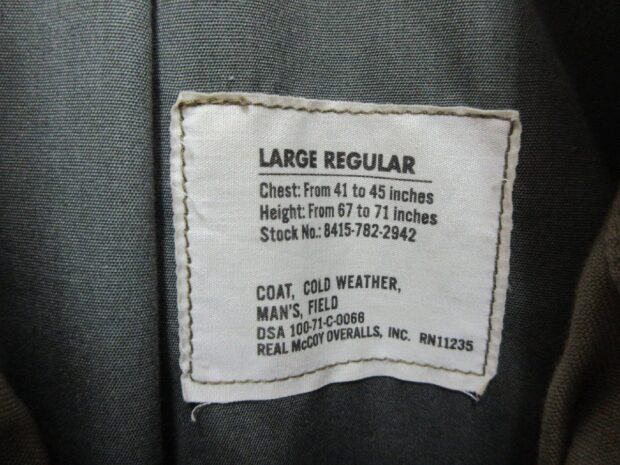 LARGE REGULAR
Chest: From 41 to 45 inches
Height: From 67 to 71 inches
Stock No.: 8415-782-2942
COAT, COLD WEATHER,
MAN'S, FIELD
DSA 100-71-C-0066
REAL McCOY OVERALLS, INC. RN11235